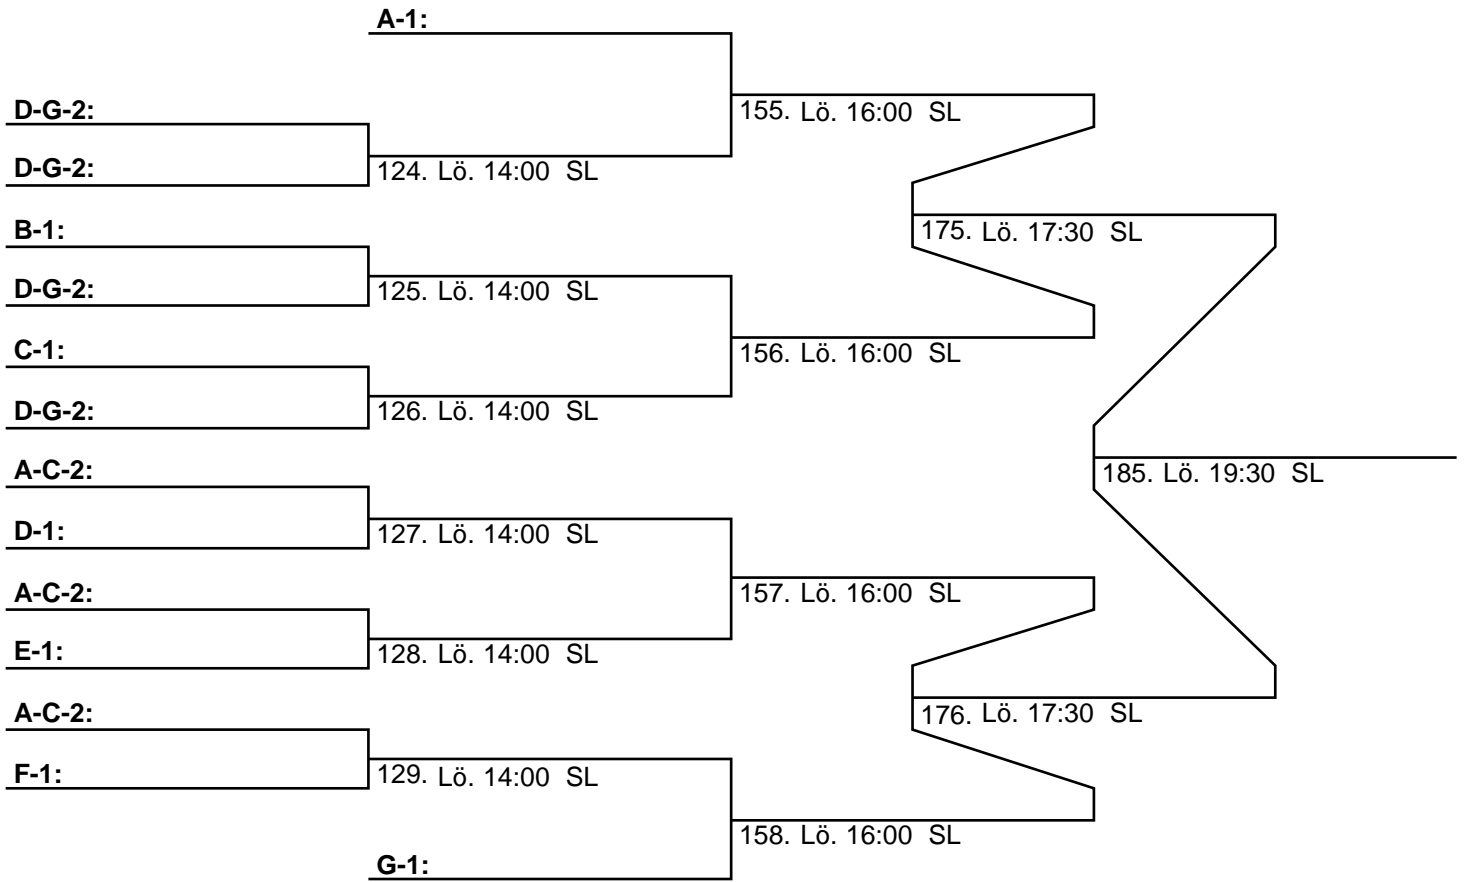 A-1:
D-G-2:
155. Lö. 16:00 SL
D-G-2:
124. Lö. 14:00 SL
B-1:
175. Lö. 17:30 SL
D-G-2:
125. Lö. 14:00 SL
C-1:
156. Lö. 16:00 SL
D-G-2:
126. Lö. 14:00 SL
A-C-2:
185. Lö. 19:30 SL
D-1:
127. Lö. 14:00 SL
A-C-2:
157. Lö. 16:00 SL
E-1:
128. Lö. 14:00 SL
A-C-2:
176. Lö. 17:30 SL
F-1:
129. Lö. 14:00 SL
158. Lö. 16:00 SL
G-1: